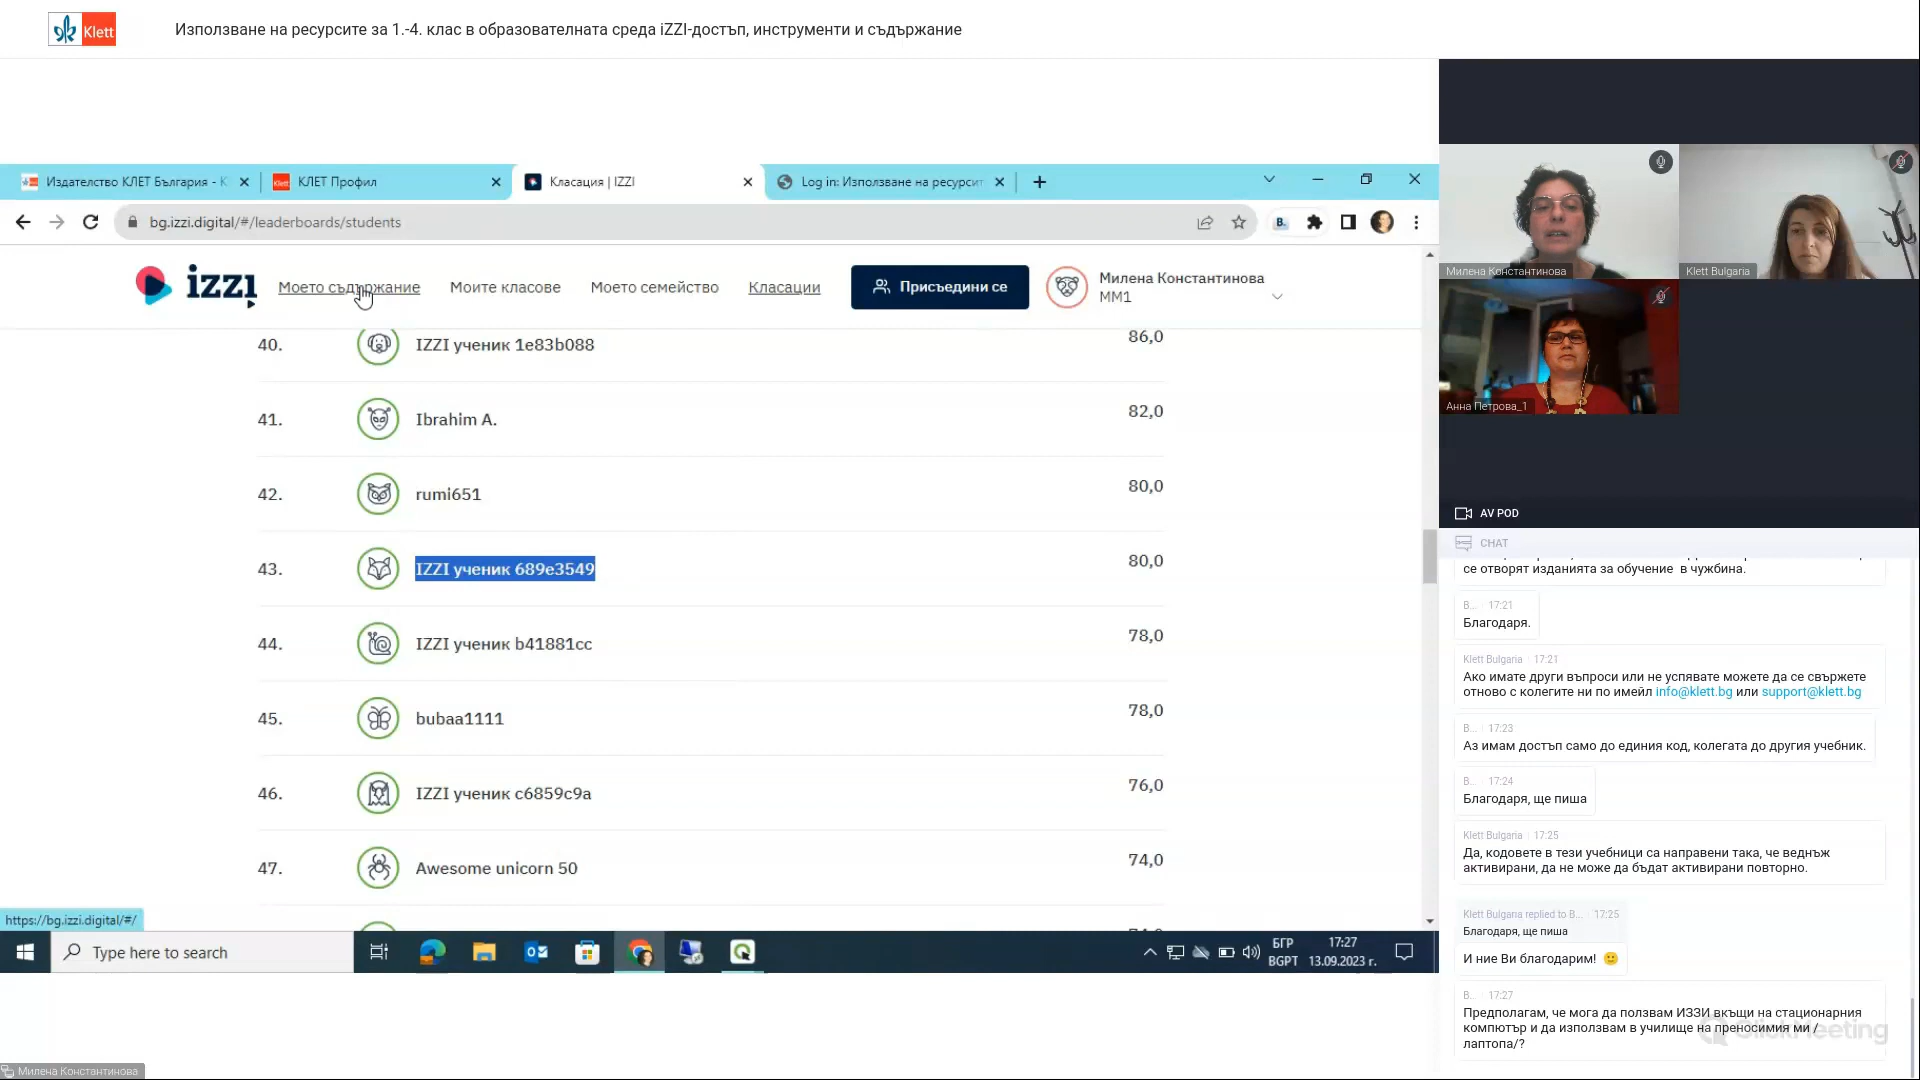 Klett
Използване на ресурсите за 1.-4. клас в образователната среда iZZI-достъп, инструменти и съдържание
Издателство КЛЕТ България - К
КЛЕТ Профил
Класация | IZZI
Log in: Използване на ресурсит
bg.izzi.digital/#/leaderboards/students
izzi
Моето съдържание
Моите класове
Моето семейство
Класации
Присъедини се
Милена Константинова
ММ1
40. IZZI ученик 1e83b088 86,0
41. Ibrahim A. 82,0
42. rumi651 80,0
43. IZZI ученик 689e3549 80,0
44. IZZI ученик b41881cc 78,0
45. bubaa1111 78,0
46. IZZI ученик c6859c9a 76,0
47. Awesome unicorn 50 74,0
https://bg.izzi.digital/#/
Type here to search
БГР
BGPT
17:27
13.09.2023 г.
Милена Константинова
Милена Константинова
Klett Bulgaria
Анна Петрова_1
AV POD
CHAT
се отворят изданията за обучение в чужбина.
B... 17:21
Благодаря.
Klett Bulgaria 17:21
Ако имате други въпроси или не успявате можете да се свържете
отново с колегите ни по имейл info@klett.bg или support@klett.bg
B... 17:23
Аз имам достъп само до единия код, колегата до другия учебник.
B... 17:24
Благодаря, ще пиша
Klett Bulgaria 17:25
Да, кодовете в тези учебници са направени така, че веднъж
активирани, да не може да бъдат активирани повторно.
Klett Bulgaria replied to B... 17:25
Благодаря, ще пиша
И ние Ви благодарим! 🙂
B... 17:27
Предполагам, че мога да ползвам ИЗЗИ вкъщи на стационарния
компютър и да използвам в училище на преносимия ми /
лаптопа/?
ClickMeeting